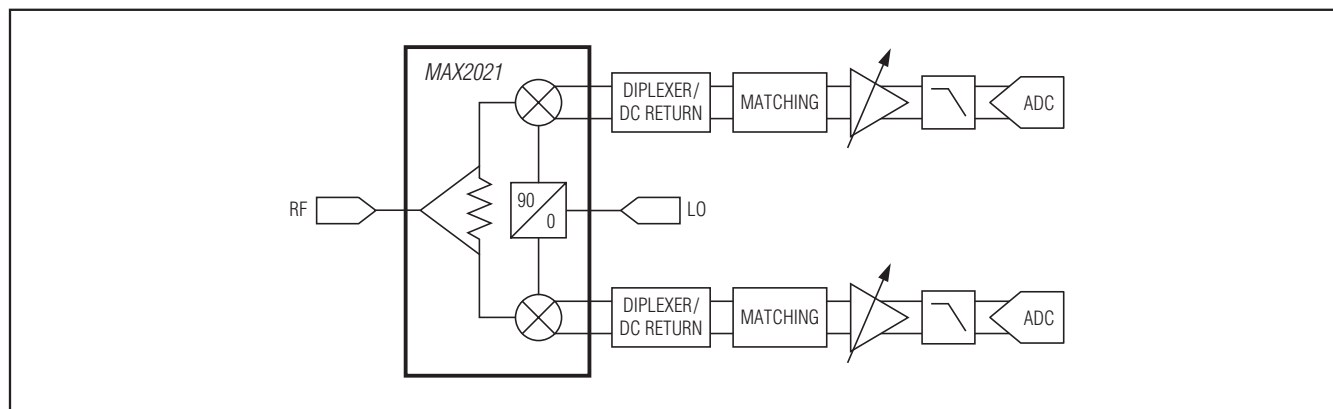 MAX2021
DIPLEXER/
DC RETURN
MATCHING
ADC
RF
90
0
LO
DIPLEXER/
DC RETURN
MATCHING
ADC